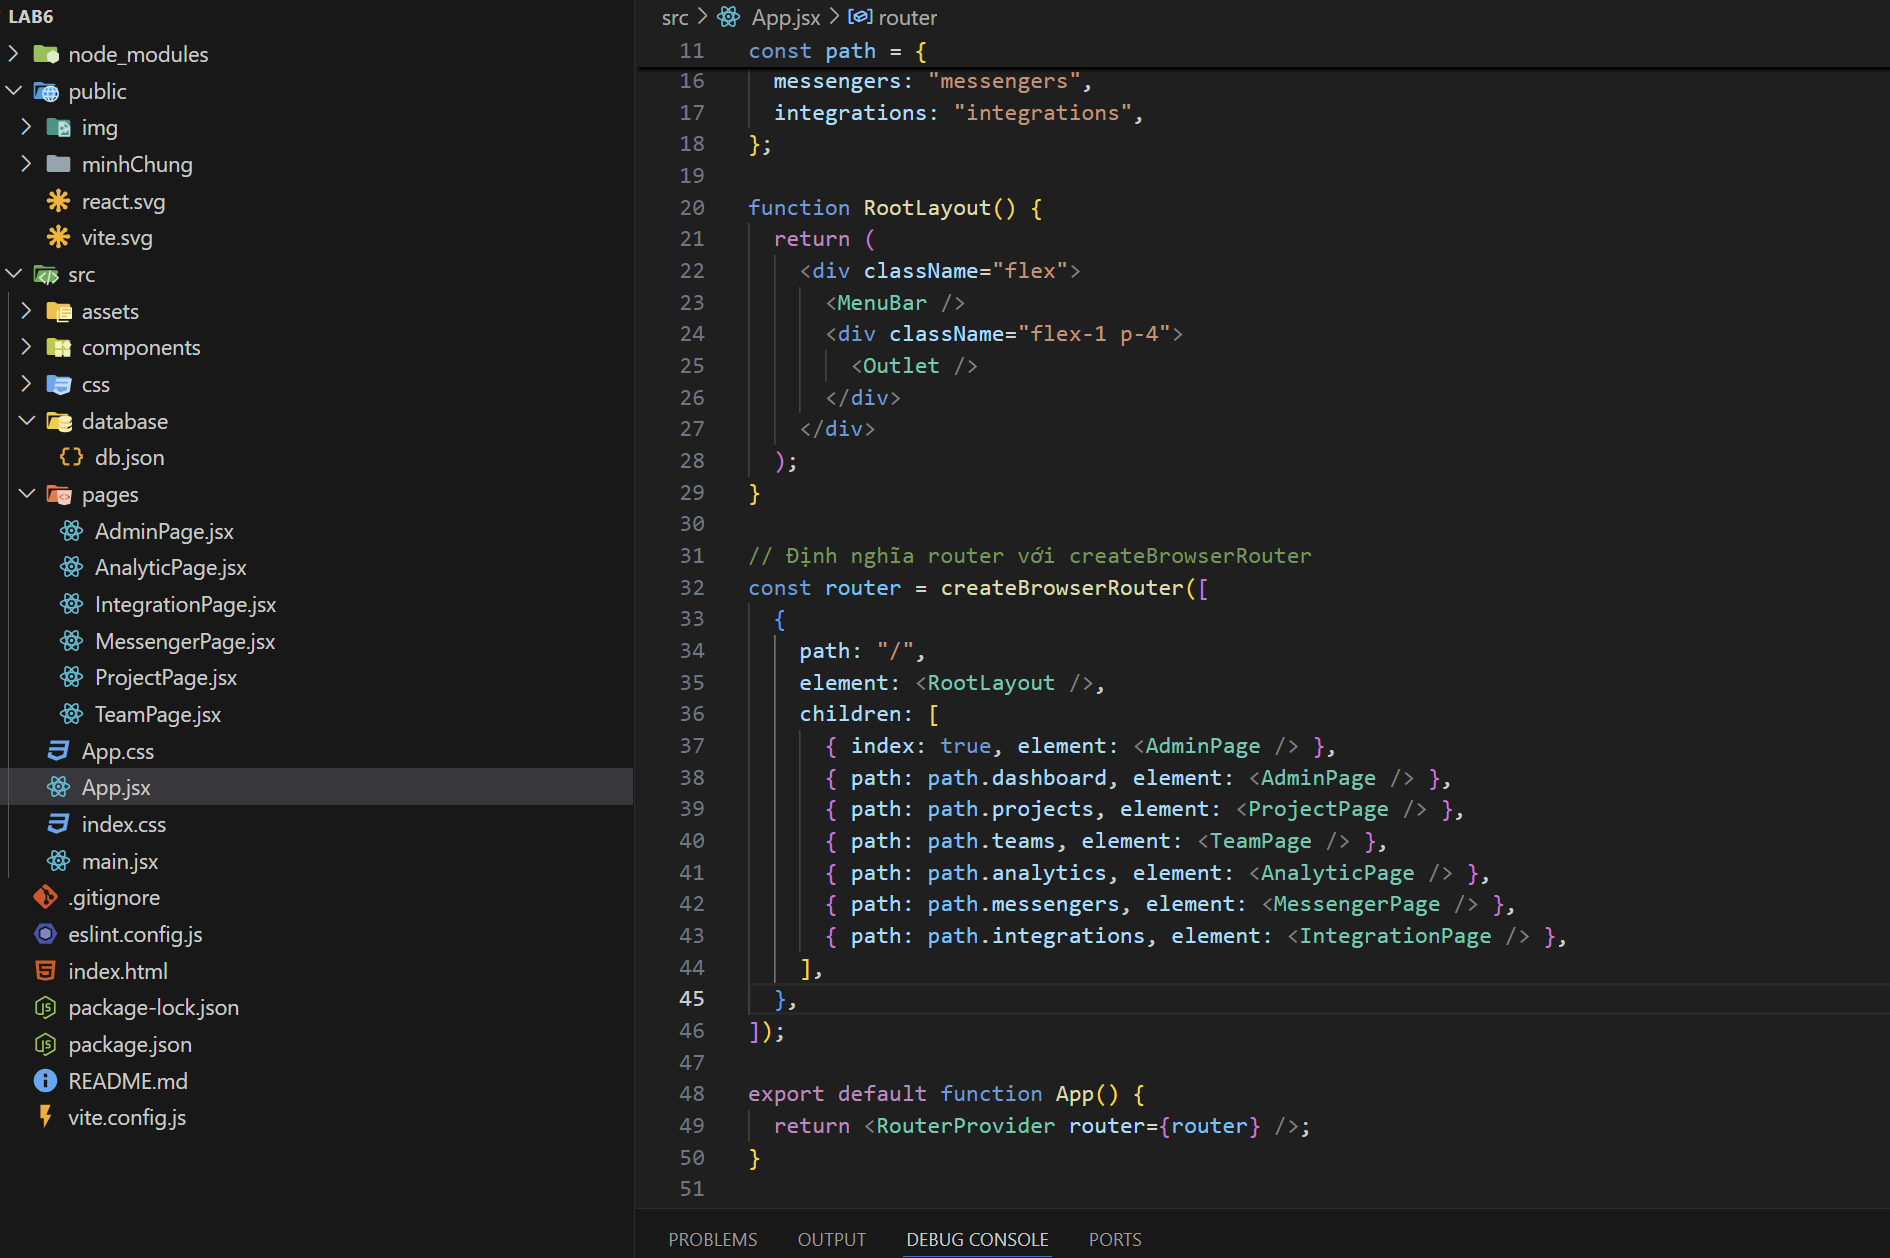 LAB6
node_modules
public
img
minhChung
react.svg
vite.svg
src
assets
components
css
database
db.json
pages
AdminPage.jsx
AnalyticPage.jsx
IntegrationPage.jsx
MessengerPage.jsx
ProjectPage.jsx
TeamPage.jsx
App.css
App.jsx
index.css
main.jsx
.gitignore
eslint.config.js
index.html
package-lock.json
package.json
README.md
vite.config.js
src > App.jsx > router
11 const path = {
16 messengers: "messengers",
17 integrations: "integrations",
18 };
19
20 function RootLayout() {
21 return (
22 <div className="flex">
23 <MenuBar />
24 <div className="flex-1 p-4">
25 <Outlet />
26 </div>
27 </div>
28 );
29 }
30
31 // Định nghĩa router với createBrowserRouter
32 const router = createBrowserRouter([
33 {
34 path: "/",
35 element: <RootLayout />,
36 children: [
37 { index: true, element: <AdminPage /> },
38 { path: path.dashboard, element: <AdminPage /> },
39 { path: path.projects, element: <ProjectPage /> },
40 { path: path.teams, element: <TeamPage /> },
41 { path: path.analytics, element: <AnalyticPage /> },
42 { path: path.messengers, element: <MessengerPage /> },
43 { path: path.integrations, element: <IntegrationPage /> },
44 ],
45 },
46 ]);
47
48 export default function App() {
49 return <RouterProvider router={router} />;
50 }
51
PROBLEMS OUTPUT DEBUG CONSOLE PORTS